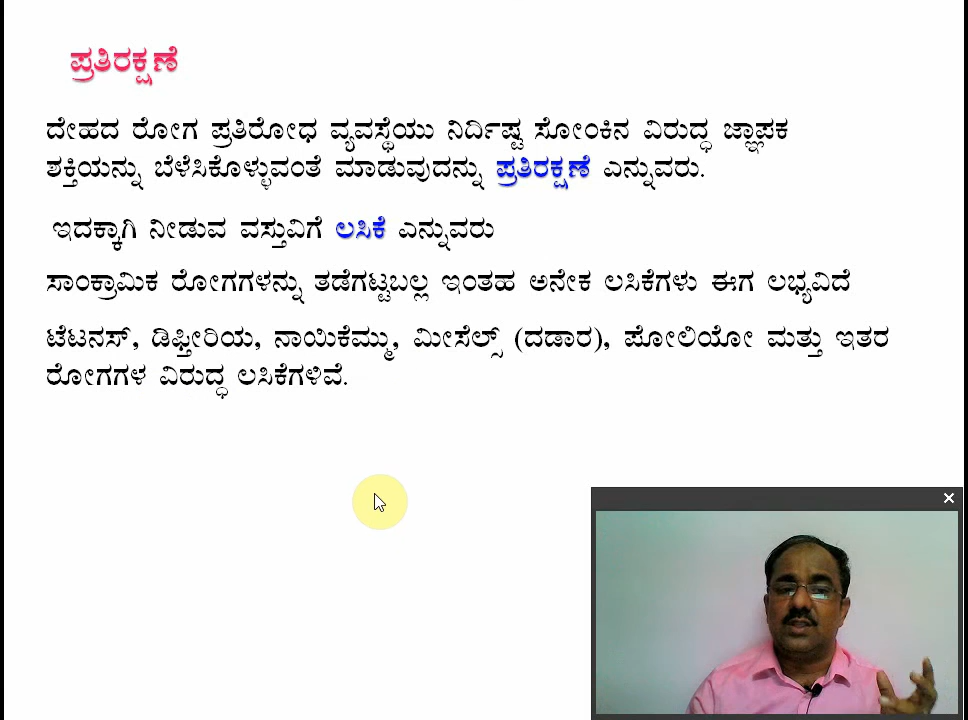 ಪ್ರತಿರಕ್ಷಣೆ
ದೇಹದ ರೋಗ ಪ್ರತಿರೋಧ ವ್ಯವಸ್ಥೆಯು ನಿರ್ದಿಷ್ಟ ಸೋಂಕಿನ ವಿರುದ್ಧ ಜ್ಞಾಪಕ
ಶಕ್ತಿಯನ್ನು ಬೆಳೆಸಿಕೊಳ್ಳುವಂತೆ ಮಾಡುವುದನ್ನು ಪ್ರತಿರಕ್ಷಣೆ ಎನ್ನುವರು.
ಇದಕ್ಕಾಗಿ ನೀಡುವ ವಸ್ತುವಿಗೆ ಲಸಿಕೆ ಎನ್ನುವರು
ಸಾಂಕ್ರಾಮಿಕ ರೋಗಗಳನ್ನು ತಡೆಗಟ್ಟಬಲ್ಲ ಇಂತಹ ಅನೇಕ ಲಸಿಕೆಗಳು ಈಗ ಲಭ್ಯವಿದೆ
ಟೆಟನಸ್, ಡಿಫ್ತೀರಿಯ, ನಾಯಿಕೆಮ್ಮು, ಮೀಸೆಲ್ಸ್ (ದಡಾರ), ಪೋಲಿಯೋ ಮತ್ತು ಇತರ
ರೋಗಗಳ ವಿರುದ್ಧ ಲಸಿಕೆಗಳಿವೆ.